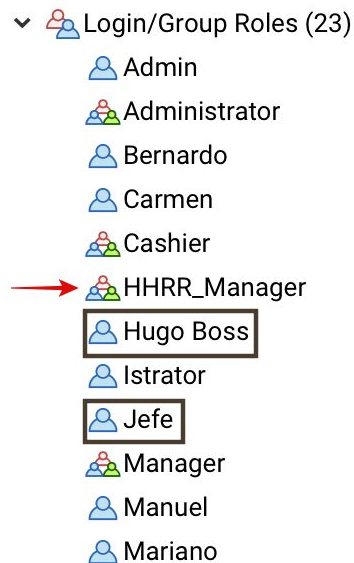 Login/Group Roles (23)
Admin
Administrator
Bernardo
Carmen
Cashier
HHRR_Manager
Hugo Boss
Istrator
Jefe
Manager
Manuel
Mariano